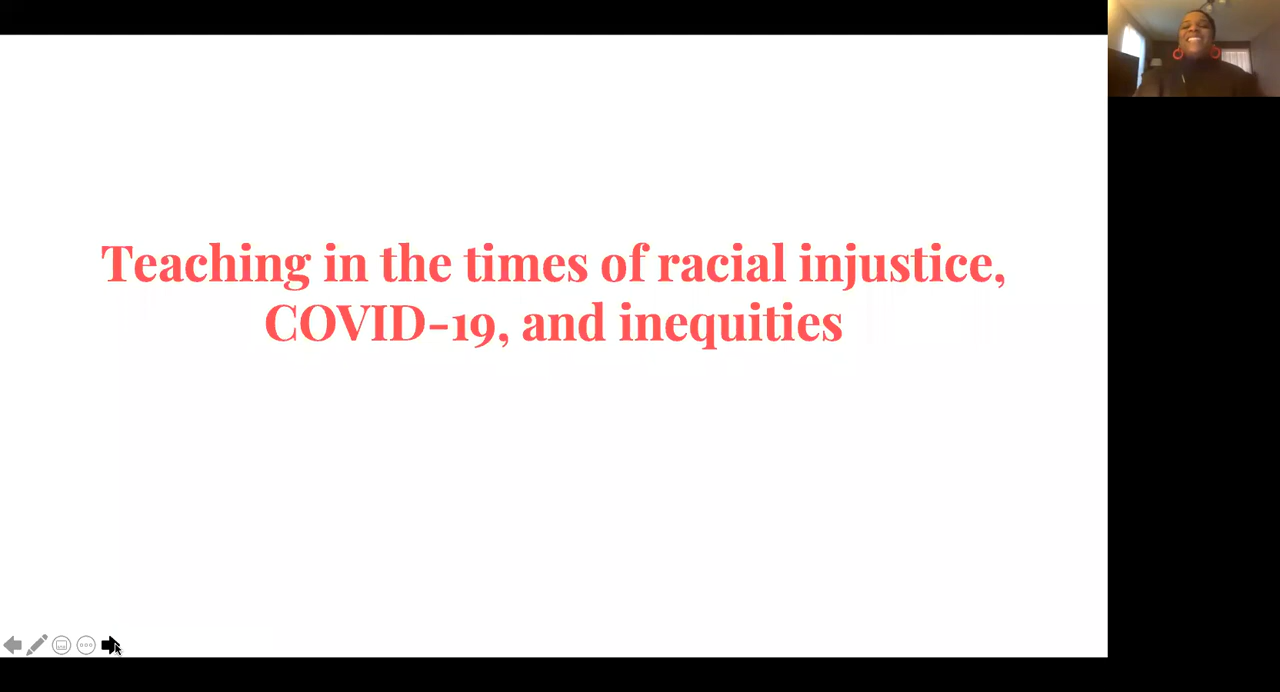 Teaching in the times of racial injustice,
COVID-19, and inequities